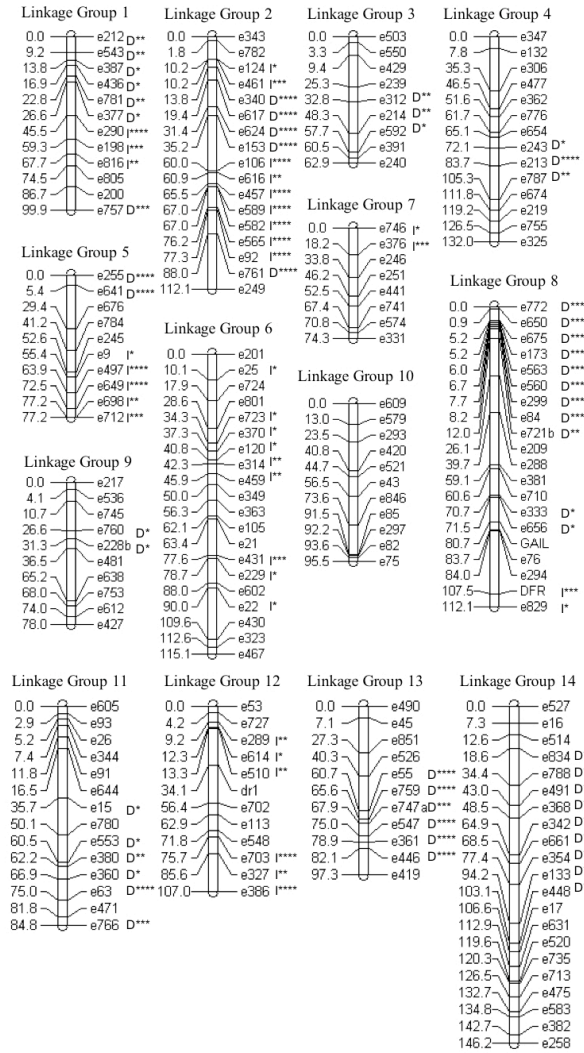 Linkage Group 1
0.0 e212 D**
9.2 e543 D**
13.8 e387 D*
16.9 e436 D*
22.8 e781 D**
26.6 e377 D*
45.5 e290 I****
59.3 e198 I***
67.7 e816 I**
74.5 e805
86.7 e200
99.9 e757 D***
Linkage Group 2
0.0 e343
1.8 e782
10.2 e124 I*
10.2 e461 I***
13.8 e340 D****
19.4 e617 D****
31.4 e624 D****
35.2 e153 D****
60.0 e106 I****
60.9 e616 I**
65.5 e457 I****
67.0 e589 I****
67.0 e582 I****
76.2 e565 I****
77.3 e92 I****
88.0 e761 D****
112.1 e249
Linkage Group 3
0.0 e503
3.3 e550
9.4 e429
25.3 e239
32.8 e312 D**
48.3 e214 D**
57.7 e592 D*
60.5 e391
62.9 e240
Linkage Group 4
0.0 e347
7.8 e132
35.3 e306
46.5 e477
51.6 e362
61.7 e776
65.1 e654
72.1 e243 D*
83.7 e213 D****
105.3 e787 D**
111.8 e674
119.2 e219
126.5 e755
132.0 e325
Linkage Group 5
0.0 e255 D****
5.4 e641 D****
29.4 e676
41.2 e784
52.6 e245
55.4 e9 I*
63.9 e497 I****
72.5 e649 I****
77.2 e698 I**
77.2 e712 I***
Linkage Group 6
0.0 e201
10.1 e25 I*
17.9 e724
28.6 e801
34.3 e723 I*
37.3 e370 I*
40.8 e120 I*
42.3 e314 I**
45.9 e459 I**
50.0 e349
56.3 e363
62.1 e105
63.4 e21
77.6 e431 I***
78.7 e229 I*
88.0 e602
90.0 e22 I*
109.6 e430
112.6 e323
115.1 e467
Linkage Group 7
0.0 e746 I*
18.2 e376 I***
33.8 e246
46.2 e251
52.5 e441
67.4 e741
70.8 e574
74.3 e331
Linkage Group 8
0.0 e772 D***
0.9 e650 D***
5.2 e675 D***
5.2 e173 D***
6.0 e563 D***
6.7 e560 D***
7.7 e299 D***
8.2 e84 D***
12.0 e721b D**
26.1 e209
39.7 e288
59.1 e381
60.6 e710
70.7 e333 D*
71.5 e656 D*
80.7 GAIL
83.7 e76
84.0 e294
107.5 DFR I***
112.1 e829 I*
Linkage Group 9
0.0 e217
4.1 e536
10.7 e745
26.6 e760 D*
31.3 e228b D*
36.5 e481
65.2 e638
68.0 e753
74.0 e612
78.0 e427
Linkage Group 10
0.0 e609
13.0 e579
23.5 e293
40.8 e420
44.7 e521
56.5 e43
73.6 e846
91.5 e85
92.2 e297
93.6 e82
95.5 e75
Linkage Group 11
0.0 e605
2.9 e93
5.2 e26
7.4 e344
11.8 e91
16.5 e644
35.7 e15 D*
50.1 e780
60.5 e553 D*
62.2 e380 D**
66.9 e360 D*
75.0 e63 D****
81.8 e471
84.8 e766 D***
Linkage Group 12
0.0 e53
4.2 e727
9.2 e289 I**
12.3 e614 I*
13.3 e510 I**
34.1 dr1
56.4 e702
62.9 e113
71.8 e548
75.7 e703 I****
85.6 e327 I**
107.0 e386 I****
Linkage Group 13
0.0 e490
7.1 e45
27.3 e851
40.3 e526
60.7 e55 D****
65.6 e759 D****
67.9 e747aD***
75.0 e547 D****
78.9 e361 D****
82.1 e446 D****
97.3 e419
Linkage Group 14
0.0 e527
7.3 e16
12.6 e514
18.6 e834 D
34.4 e788 D
43.0 e491 D
48.5 e368 D
64.9 e342 D
68.5 e661 D
77.4 e354 D
94.2 e133 D
103.1 e448 D
106.6 e17
112.9 e631
119.6 e520
120.3 e735
126.5 e713
132.7 e475
134.8 e583
142.7 e382
146.2 e258